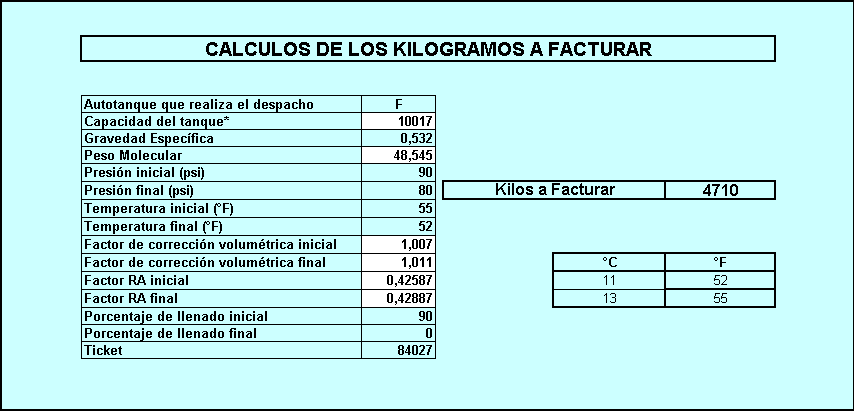 CALCULOS DE LOS KILOGRAMOS A FACTURAR
Autotanque que realiza el despacho F
Capacidad del tanque* 10017
Gravedad Específica 0,532
Peso Molecular 48,545
Presión inicial (psi) 90
Presión final (psi) 80
Kilos a Facturar 4710
Temperatura inicial (°F) 55
Temperatura final (°F) 52
Factor de corrección volumétrica inicial 1,007
Factor de corrección volumétrica final 1,011
°C °F
Factor RA inicial 0,42587
11 52
Factor RA final 0,42887
13 55
Porcentaje de llenado inicial 90
Porcentaje de llenado final 0
Ticket 84027